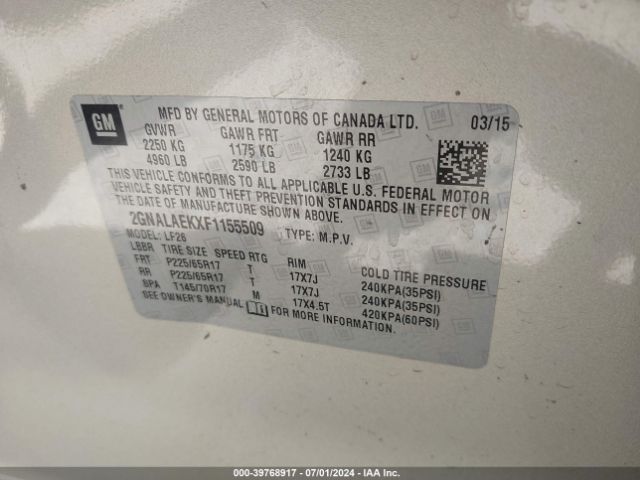 GM
MFD BY GENERAL MOTORS OF CANADA LTD. 03/15
GVWR GAWR FRT GAWR RR
2250 KG 1175 KG 1240 KG
4960 LB 2590 LB 2733 LB
THIS VEHICLE CONFORMS TO ALL APPLICABLE U.S. FEDERAL MOTOR
VEHICLE SAFETY AND THEFT PREVENTION STANDARDS IN EFFECT ON
THE DATE OF MANUFACTURE SHOWN ABOVE.
2GNALAEKXF1155509 TYPE: M.P.V.
MODEL: LF26
LBBR TIRE SIZE SPEED RTG RIM COLD TIRE PRESSURE
FRT P225/65R17 T 17X7J 240KPA(35PSI)
RR P225/65R17 T 17X7J 240KPA(35PSI)
SPA T145/70R17 M 17X4.5T 420KPA(60PSI)
SEE OWNER'S MANUAL FOR MORE INFORMATION.
000-39768917 - 07/01/2024 - IAA Inc.